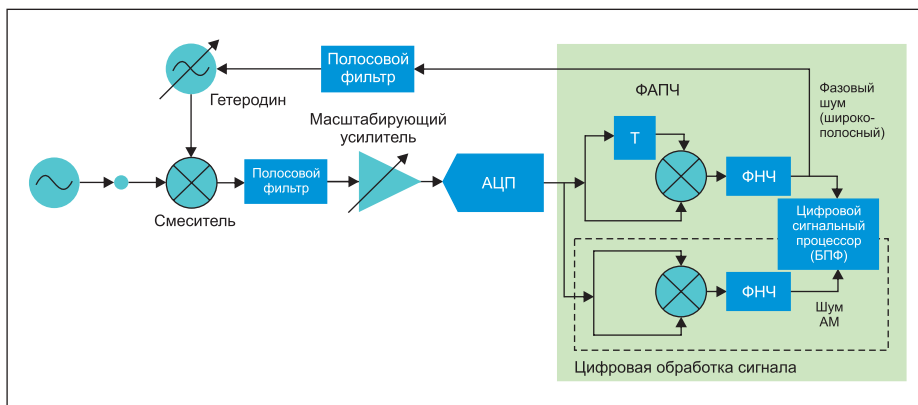 Полосовой
фильтр
Гетеродин
ФАПЧ
Фазовый
шум
(широко-
полосный)
Масштабирующий
усилитель
T
ФНЧ
Полосовой
фильтр
АЦП
Смеситель
Цифровой
сигнальный
процессор
(БПФ)
ФНЧ
Шум
АМ
Цифровая обработка сигнала